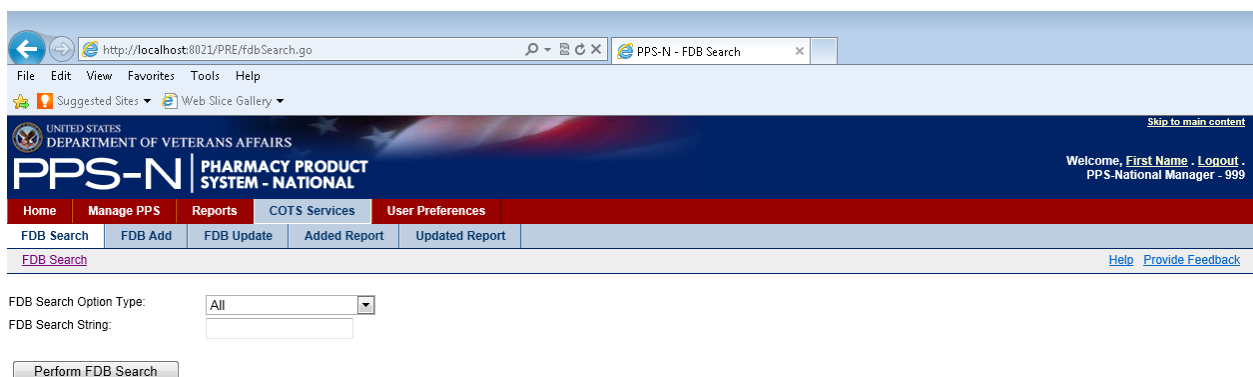 http://localhost:8021/PRE/fdbSearch.go PPS-N - FDB Search
File Edit View Favorites Tools Help
Suggested Sites Web Slice Gallery
Skip to main content
UNITED STATES
DEPARTMENT OF VETERANS AFFAIRS
PPS-N PHARMACY PRODUCT
SYSTEM - NATIONAL
Welcome, First Name . Logout .
PPS-National Manager - 999
Home Manage PPS Reports COTS Services User Preferences
FDB Search FDB Add FDB Update Added Report Updated Report
FDB Search Help Provide Feedback
FDB Search Option Type: All
FDB Search String:
Perform FDB Search